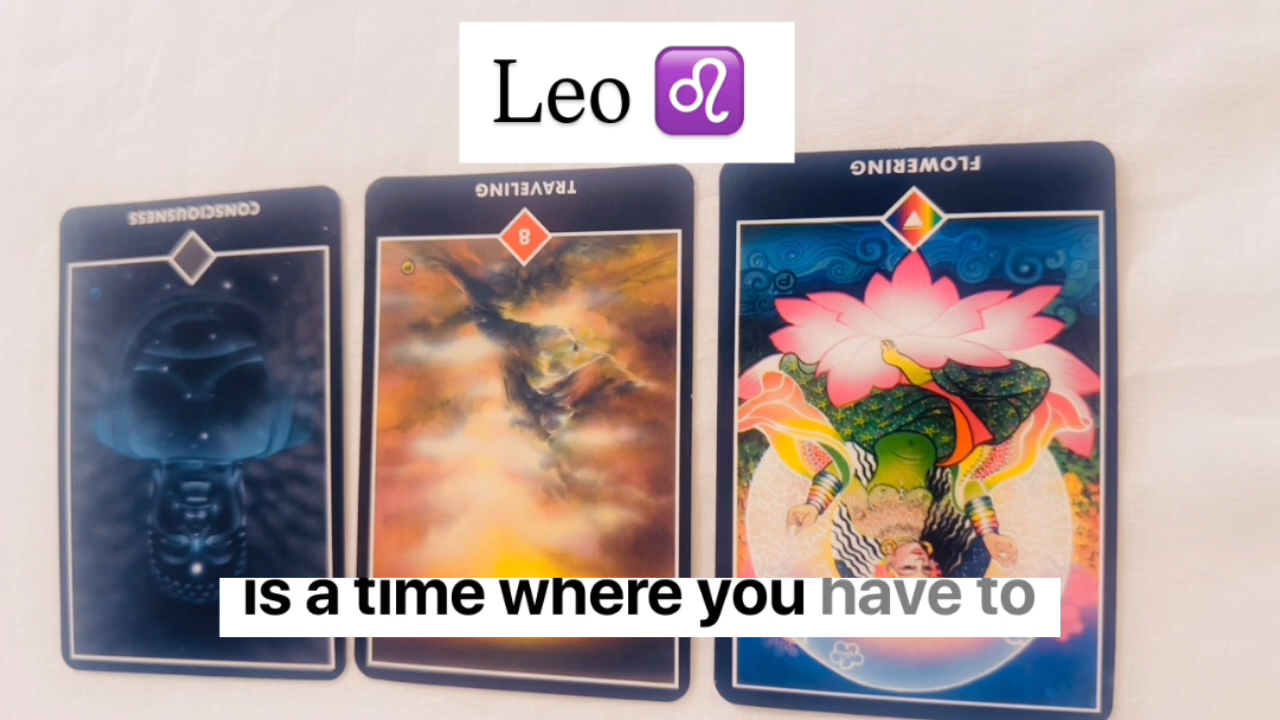 Leo ♌
CONSCIOUSNESS
TRAVELING
8
FLOWERING
is a time where you have to